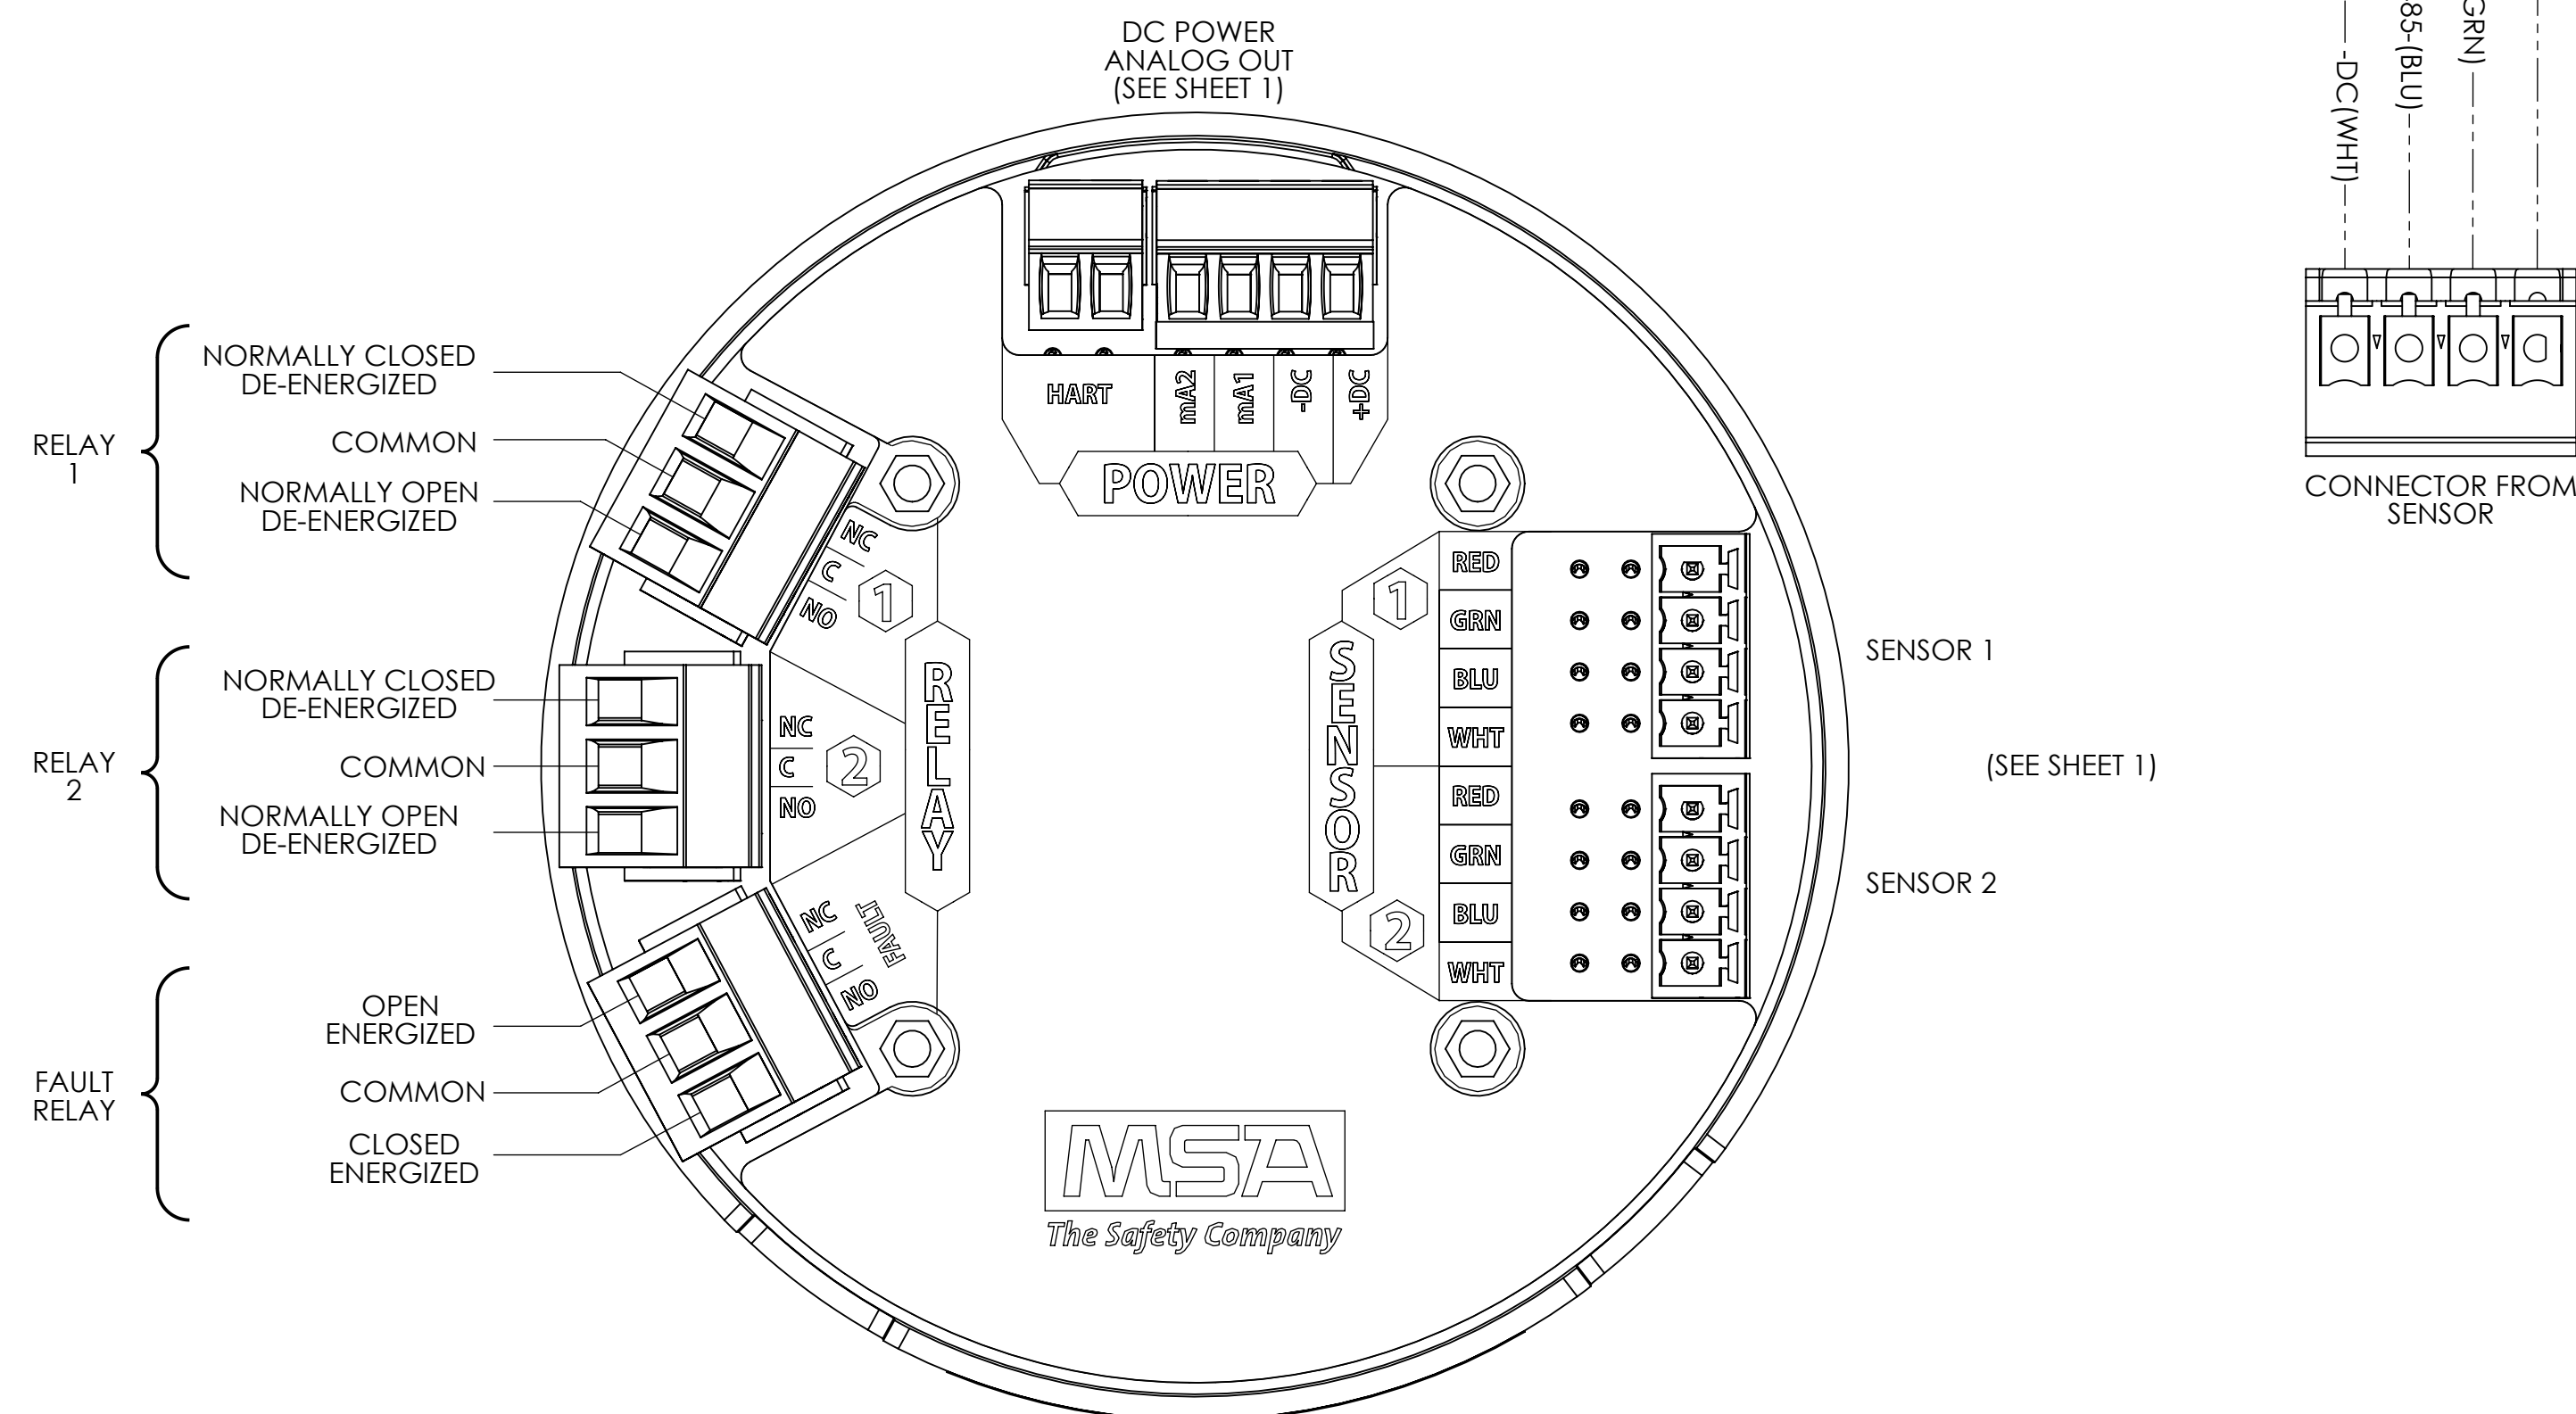 DC POWER
ANALOG OUT
(SEE SHEET 1)
-DC(WHT)
85-(BLU)
GRN)
CONNECTOR FROM
SENSOR
HART
mA2
mA1
-DC
+DC
POWER
RELAY
1
NORMALLY CLOSED
DE-ENERGIZED
COMMON
NORMALLY OPEN
DE-ENERGIZED
NC
C
NO
1
RELAY
2
NORMALLY CLOSED
DE-ENERGIZED
COMMON
NORMALLY OPEN
DE-ENERGIZED
NC
C
NO
2
RELAY
FAULT
RELAY
OPEN
ENERGIZED
COMMON
CLOSED
ENERGIZED
NC
C
NO
FAULT
SENSOR
1
RED
GRN
BLU
WHT
2
RED
GRN
BLU
WHT
SENSOR 1
(SEE SHEET 1)
SENSOR 2
MSA
The Safety Company